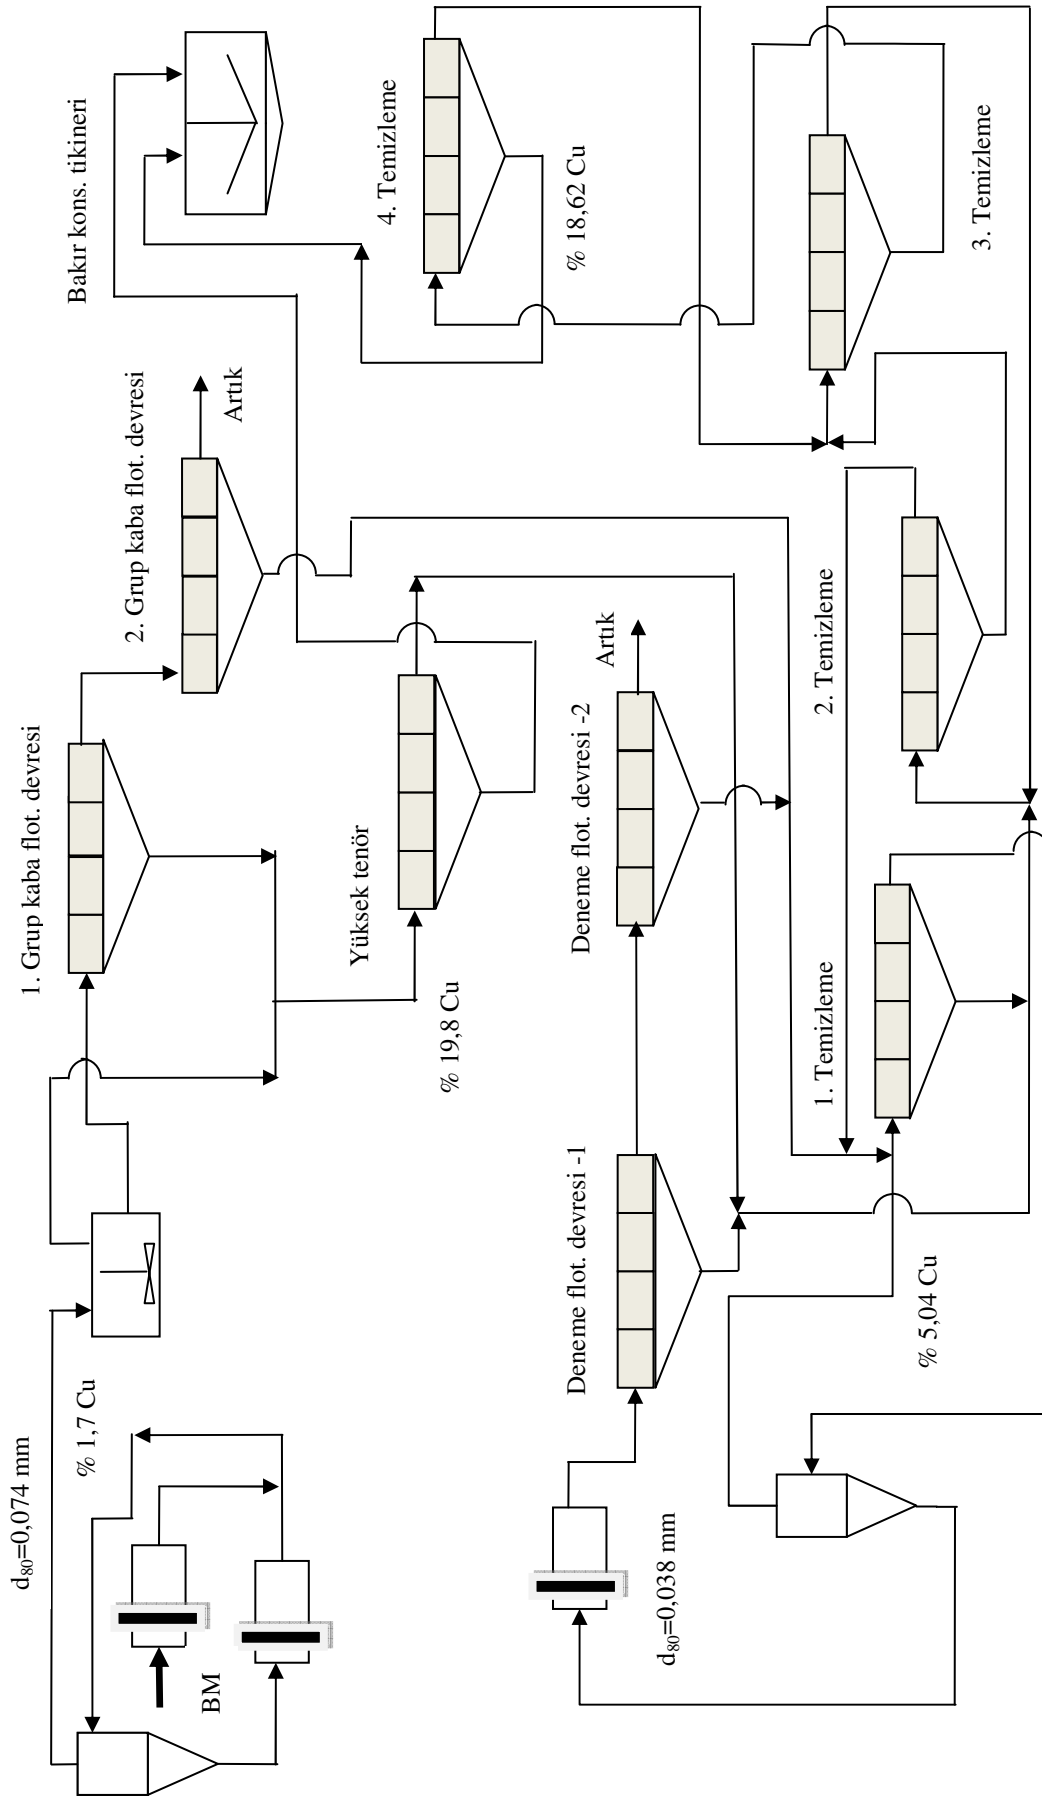 d80=0,074 mm
% 1,7 Cu
BM
1. Grup kaba flot. devresi
2. Grup kaba flot. devresi
Artık
Bakır kons. tikineri
Yüksek tenör
% 19,8 Cu
4. Temizleme
% 18,62 Cu
d80=0,038 mm
Deneme flot. devresi -1
Deneme flot. devresi -2
Artık
% 5,04 Cu
1. Temizleme
2. Temizleme
3. Temizleme